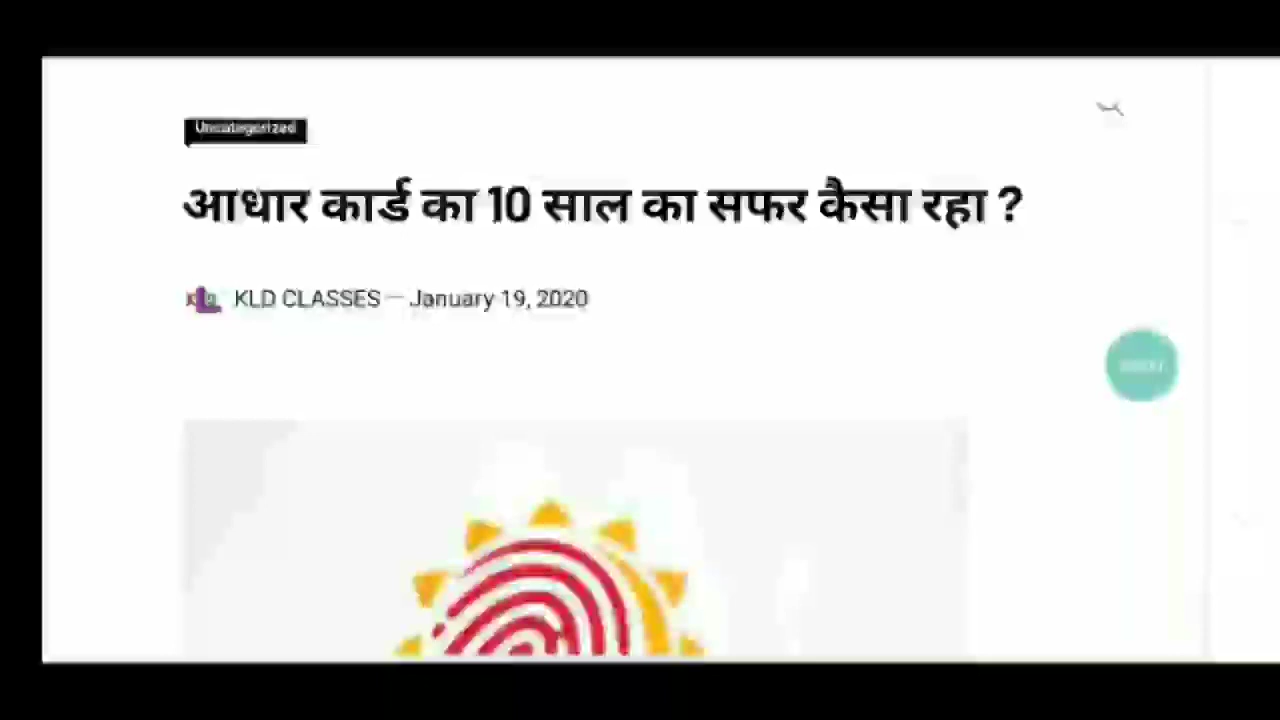 Uncategorized
आधार कार्ड का 10 साल का सफर कैसा रहा ?
KLD CLASSES — January 19, 2020